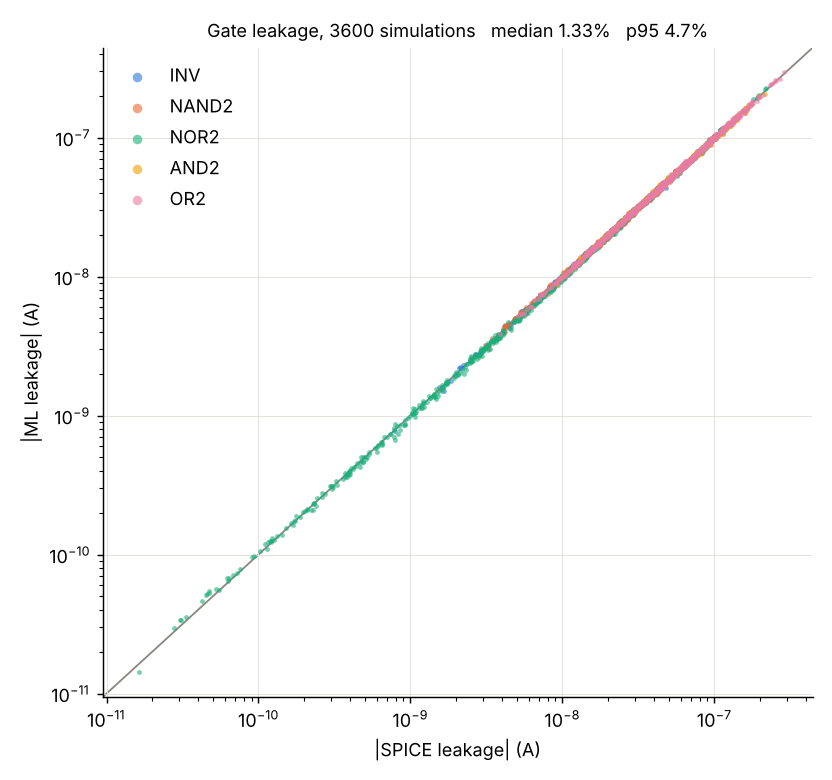 Gate leakage, 3600 simulations median 1.33% p95 4.7%
INV
NAND2
NOR2
AND2
OR2
10⁻⁷
10⁻⁸
10⁻⁹
10⁻¹⁰
10⁻¹¹
|ML leakage| (A)
10⁻¹¹ 10⁻¹⁰ 10⁻⁹ 10⁻⁸ 10⁻⁷
|SPICE leakage| (A)